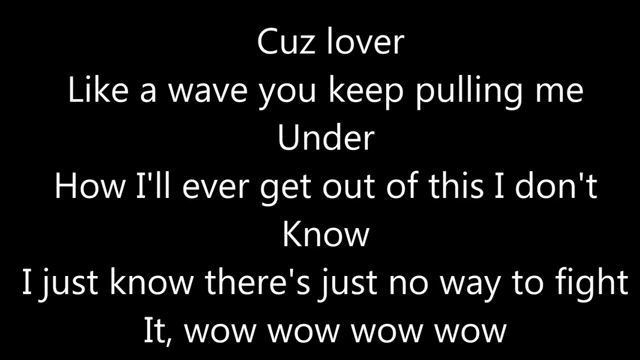 Cuz lover
Like a wave you keep pulling me
Under
How I'll ever get out of this I don't
Know
I just know there's just no way to fight
It, wow wow wow wow